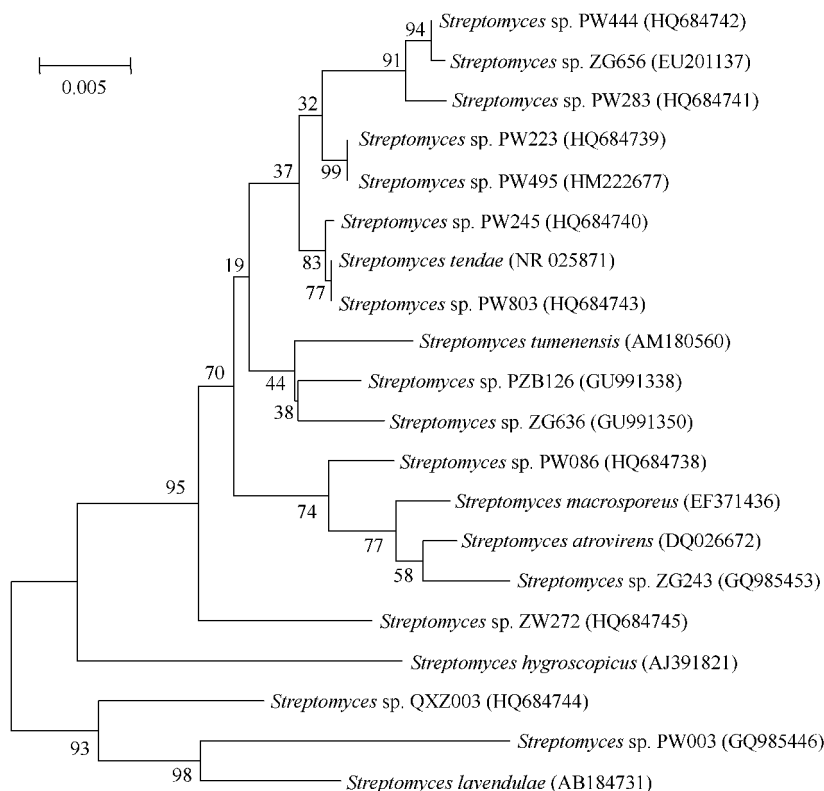 94
Streptomyces sp. PW444 (HQ684742)
91
Streptomyces sp. ZG656 (EU201137)
0.005
32
Streptomyces sp. PW283 (HQ684741)
Streptomyces sp. PW223 (HQ684739)
37
99
Streptomyces sp. PW495 (HM222677)
Streptomyces sp. PW245 (HQ684740)
19
83
Streptomyces tendae (NR 025871)
77
Streptomyces sp. PW803 (HQ684743)
Streptomyces tumenensis (AM180560)
70
44
Streptomyces sp. PZB126 (GU991338)
38
Streptomyces sp. ZG636 (GU991350)
Streptomyces sp. PW086 (HQ684738)
95
74
Streptomyces macrosporeus (EF371436)
77
Streptomyces atrovirens (DQ026672)
58
Streptomyces sp. ZG243 (GQ985453)
Streptomyces sp. ZW272 (HQ684745)
Streptomyces hygroscopicus (AJ391821)
Streptomyces sp. QXZ003 (HQ684744)
93
Streptomyces sp. PW003 (GQ985446)
98
Streptomyces lavendulae (AB184731)